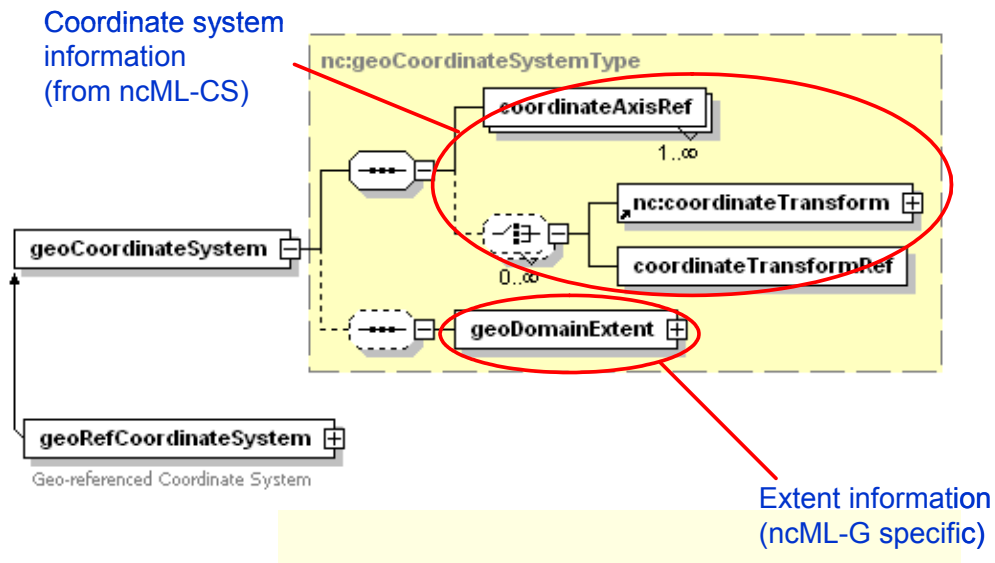 Coordinate system
information
(from ncML-CS)
nc:geoCoordinateSystemType
coordinateAxisRef
1..∞
nc:coordinateTransform
geoCoordinateSystem
coordinateTransformRef
0..∞
geoDomainExtent
geoRefCoordinateSystem
Geo-referenced Coordinate System
Extent information
(ncML-G specific)